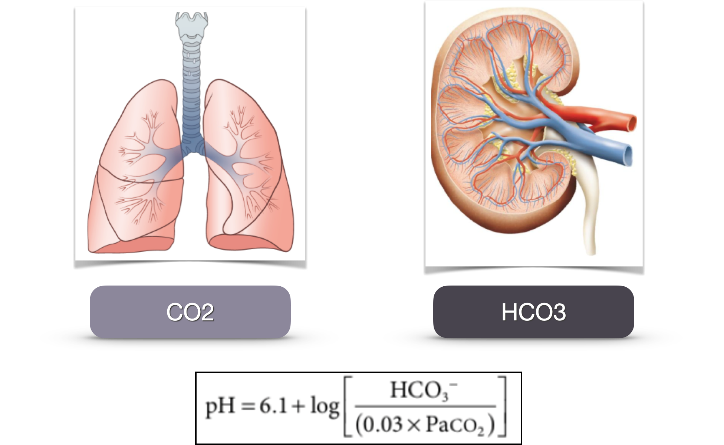 CO2
HCO3
pH = 6.1 + log[HCO₃⁻ / (0.03 × PaCO₂)]